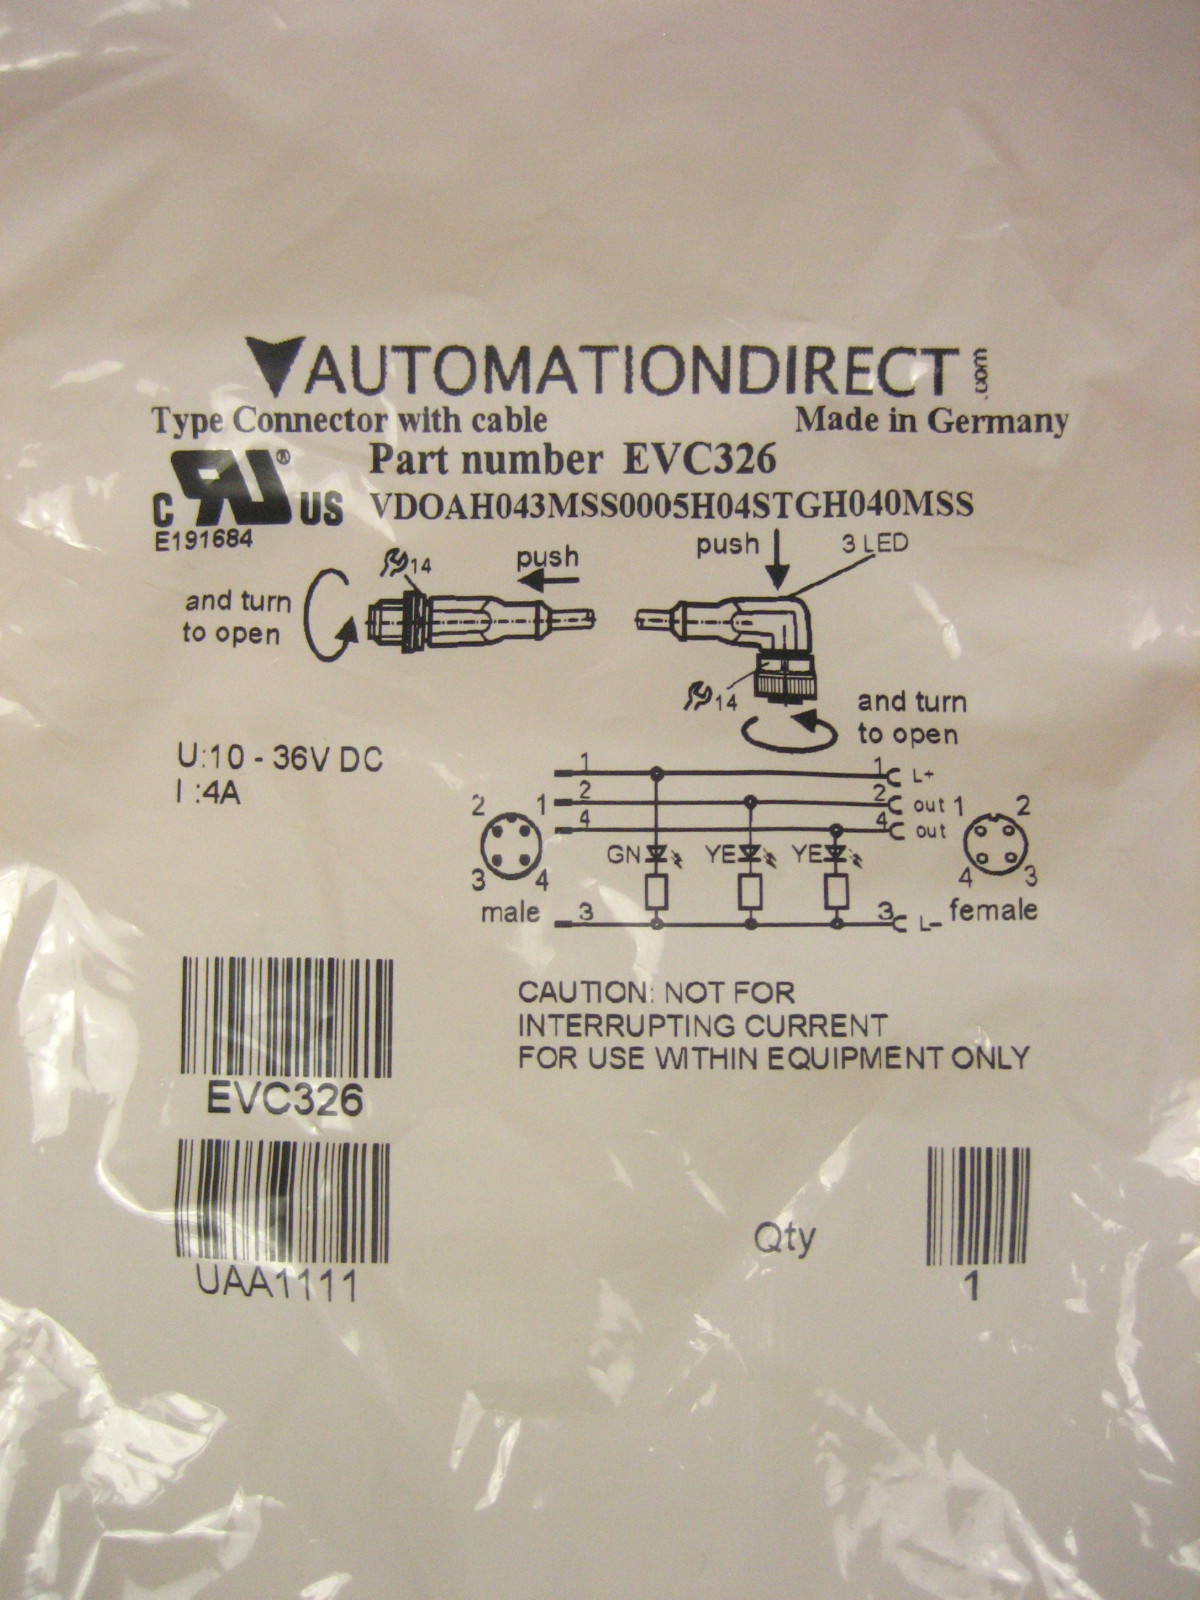 AUTOMATIONDIRECT.com
Type Connector with cable Made in Germany
Part number EVC326
C RU ® US VDOAH043MSS0005H04STGH040MSS
E191684
push 3 LED
14 push
and turn
to open
14
and turn
to open
U:10 - 36V DC
I :4A
1 1 L+
2 2 out
4 4 out
2 1
3 4
male
GN YE YE
1 2
4 3
female
3 3 L-
CAUTION: NOT FOR
INTERRUPTING CURRENT
FOR USE WITHIN EQUIPMENT ONLY
EVC326
UAA1111
Qty
1